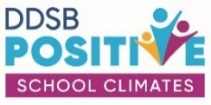 DDSB
POSITIVE
SCHOOL CLIMATES